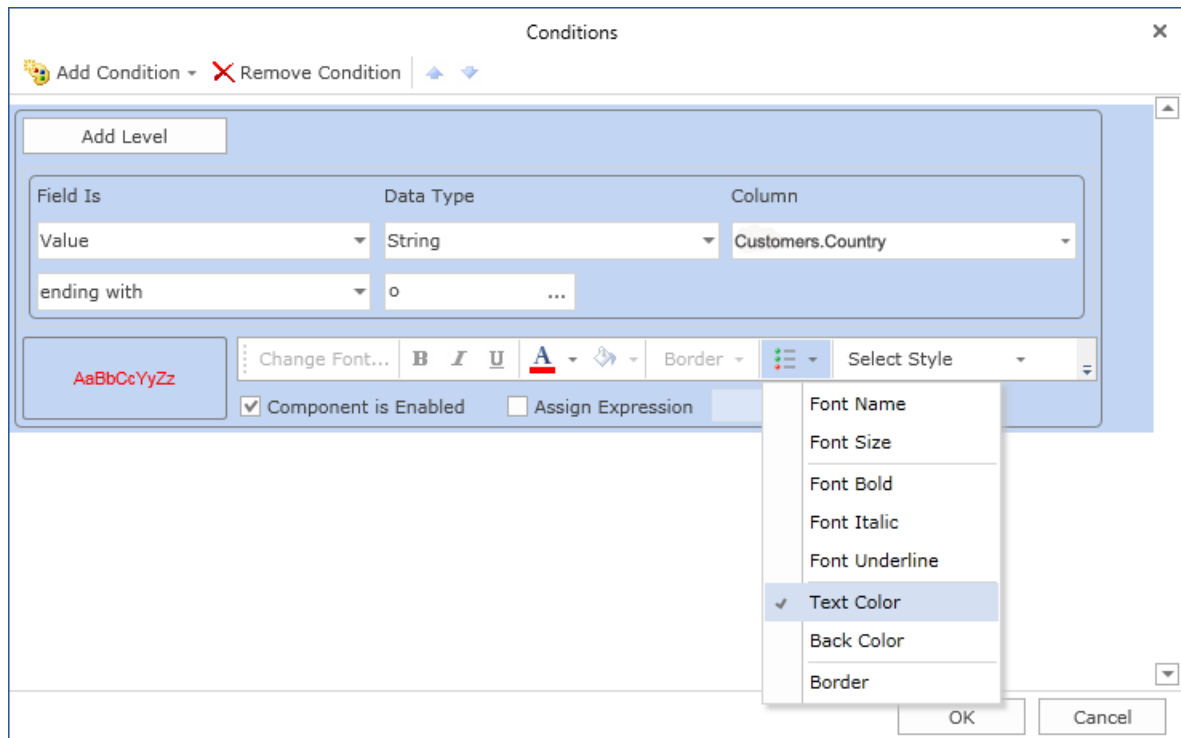 Conditions
Add Condition Remove Condition
Add Level
Field Is Data Type Column
Value String Customers.Country
ending with o ...
AaBbCcYyZz
Change Font... B I U A Border Select Style
Component is Enabled Assign Expression
Font Name
Font Size
Font Bold
Font Italic
Font Underline
Text Color
Back Color
Border
OK Cancel